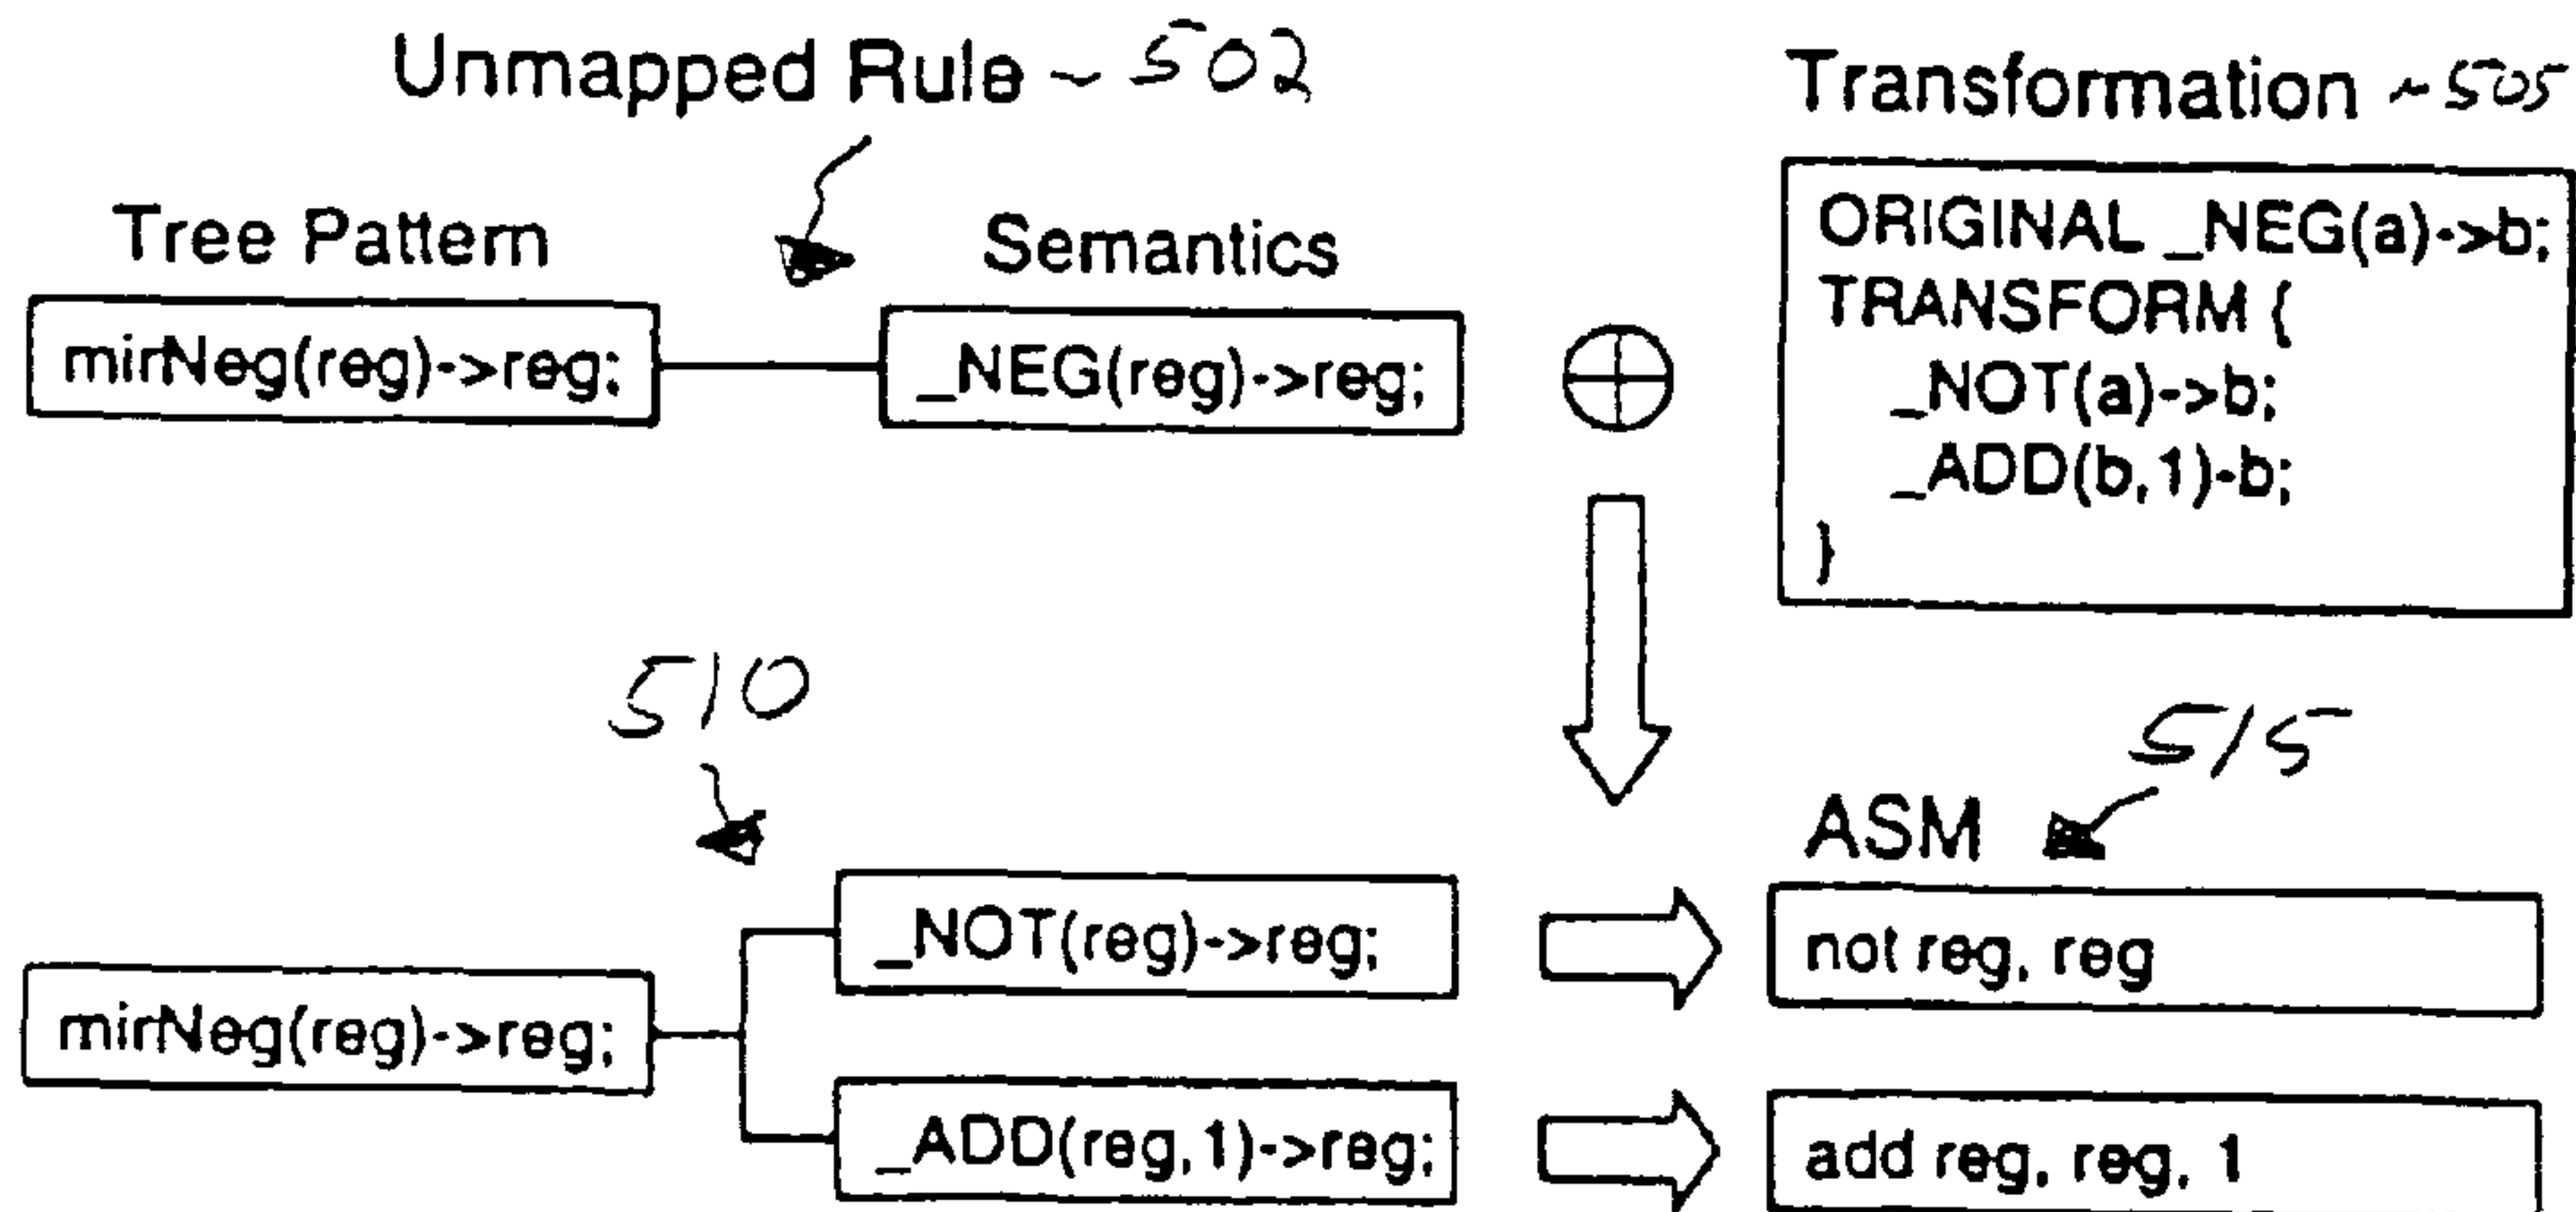 Unmapped Rule ~ 502
Transformation ~ 505
Tree Pattern
Semantics
mirNeg(reg)->reg;
_NEG(reg)->reg;
ORIGINAL _NEG(a)->b;
TRANSFORM {
_NOT(a)->b;
_ADD(b,1)-b;
}
510
515
ASM
mirNeg(reg)->reg;
_NOT(reg)->reg;
not reg, reg
_ADD(reg,1)->reg;
add reg, reg, 1